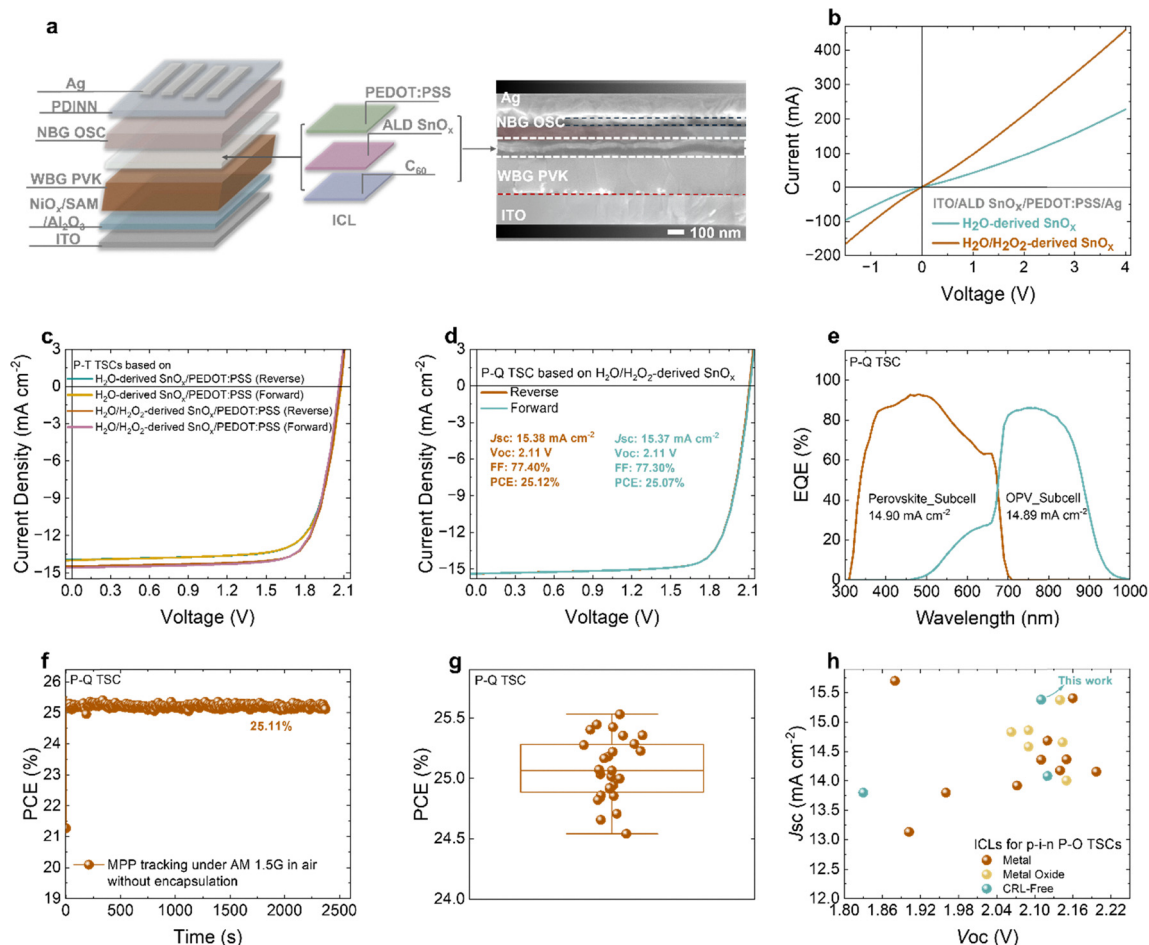 a
Ag
PDINN
NBG OSC
WBG PVK
NiOₓ/SAM
/Al₂O₃
ITO
PEDOT:PSS
ALD SnOₓ
C₆₀
ICL
Ag
NBG OSC
WBG PVK
ITO
100 nm
b
Current (mA)
400
300
200
100
0
−100
−200
ITO/ALD SnOₓ/PEDOT:PSS/Ag
H₂O-derived SnOₓ
H₂O/H₂O₂-derived SnOₓ
−1 0 1 2 3 4
Voltage (V)
c
Current Density (mA cm⁻²)
3
0
−3
−6
−9
−12
−15
P-T TSCs based on
H₂O-derived SnOₓ/PEDOT:PSS (Reverse)
H₂O-derived SnOₓ/PEDOT:PSS (Forward)
H₂O/H₂O₂-derived SnOₓ/PEDOT:PSS (Reverse)
H₂O/H₂O₂-derived SnOₓ/PEDOT:PSS (Forward)
0.0 0.3 0.6 0.9 1.2 1.5 1.8 2.1
Voltage (V)
d
Current Density (mA cm⁻²)
3
0
−3
−6
−9
−12
−15
P-Q TSC based on H₂O/H₂O₂-derived SnOₓ
Reverse
Forward
Jsc: 15.38 mA cm⁻²
Voc: 2.11 V
FF: 77.40%
PCE: 25.12%
Jsc: 15.37 mA cm⁻²
Voc: 2.11 V
FF: 77.30%
PCE: 25.07%
0.0 0.3 0.6 0.9 1.2 1.5 1.8 2.1
Voltage (V)
e
P-Q TSC
EQE (%)
80
60
40
20
0
Perovskite_Subcell
14.90 mA cm⁻²
OPV_Subcell
14.89 mA cm⁻²
300 400 500 600 700 800 900 1000
Wavelength (nm)
f
P-Q TSC
PCE (%)
26
25
24
23
22
21
20
19
25.11%
MPP tracking under AM 1.5G in air
without encapsulation
0 500 1000 1500 2000 2500
Time (s)
g
P-Q TSC
PCE (%)
26.0
25.5
25.0
24.5
24.0
h
Jsc (mA cm⁻²)
15.5
15.0
14.5
14.0
13.5
13.0
12.5
12.0
This work
ICLs for p-i-n P-O TSCs
Metal
Metal Oxide
CRL-Free
1.80 1.86 1.92 1.98 2.04 2.10 2.16 2.22
Voc (V)